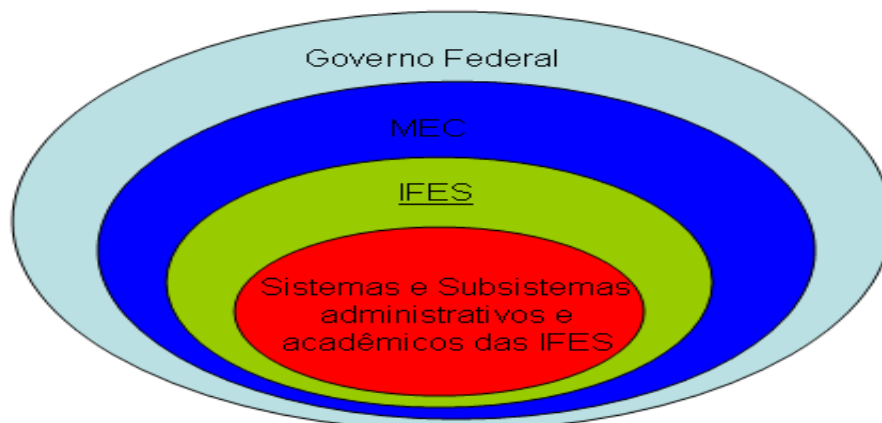 Governo Federal
MEC
IFES
Sistemas e Subsistemas
administrativos e
acadêmicos das IFES